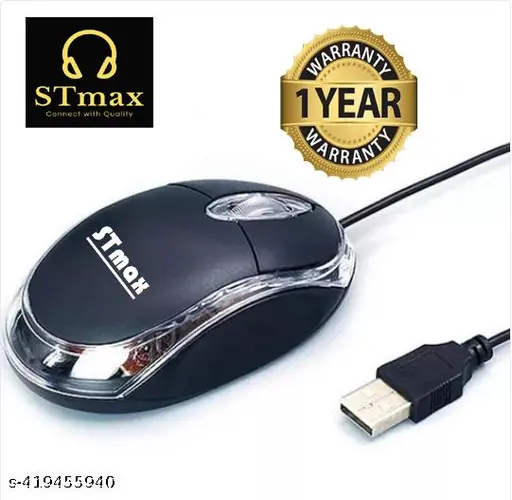 STmax
Connect with Quality
WARRANTY
1 YEAR
WARRANTY
STmax
s-419455940